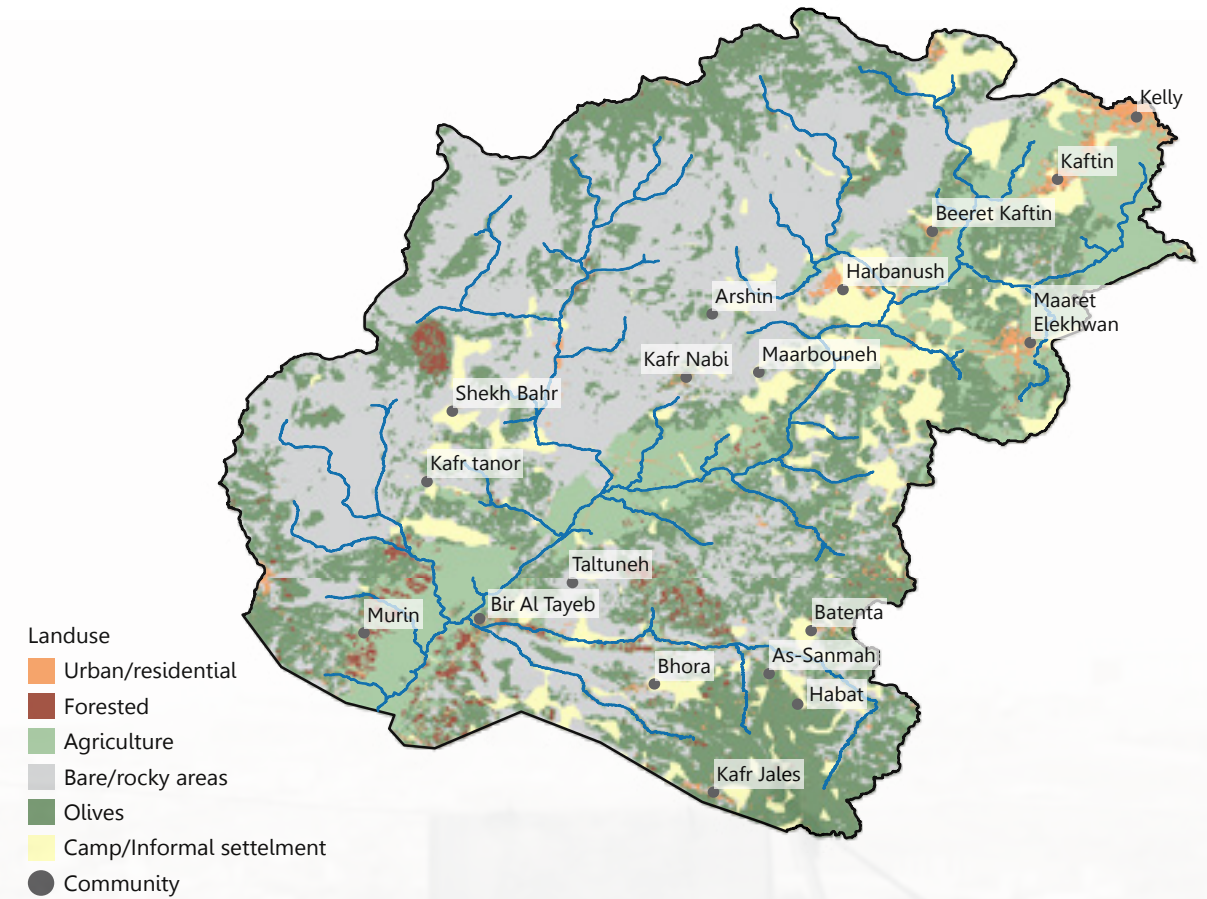 Kelly
Kaftin
Beeret Kaftin
Harbanush
Arshin
Maaret
Elekhwan
Kafr Nabi
Maarbouneh
Shekh Bahr
Kafr tanor
Taltuneh
Bir Al Tayeb
Murin
Batenta
As-Sanmah
Bhora
Habat
Kafr Jales
Landuse
Urban/residential
Forested
Agriculture
Bare/rocky areas
Olives
Camp/Informal settelment
Community